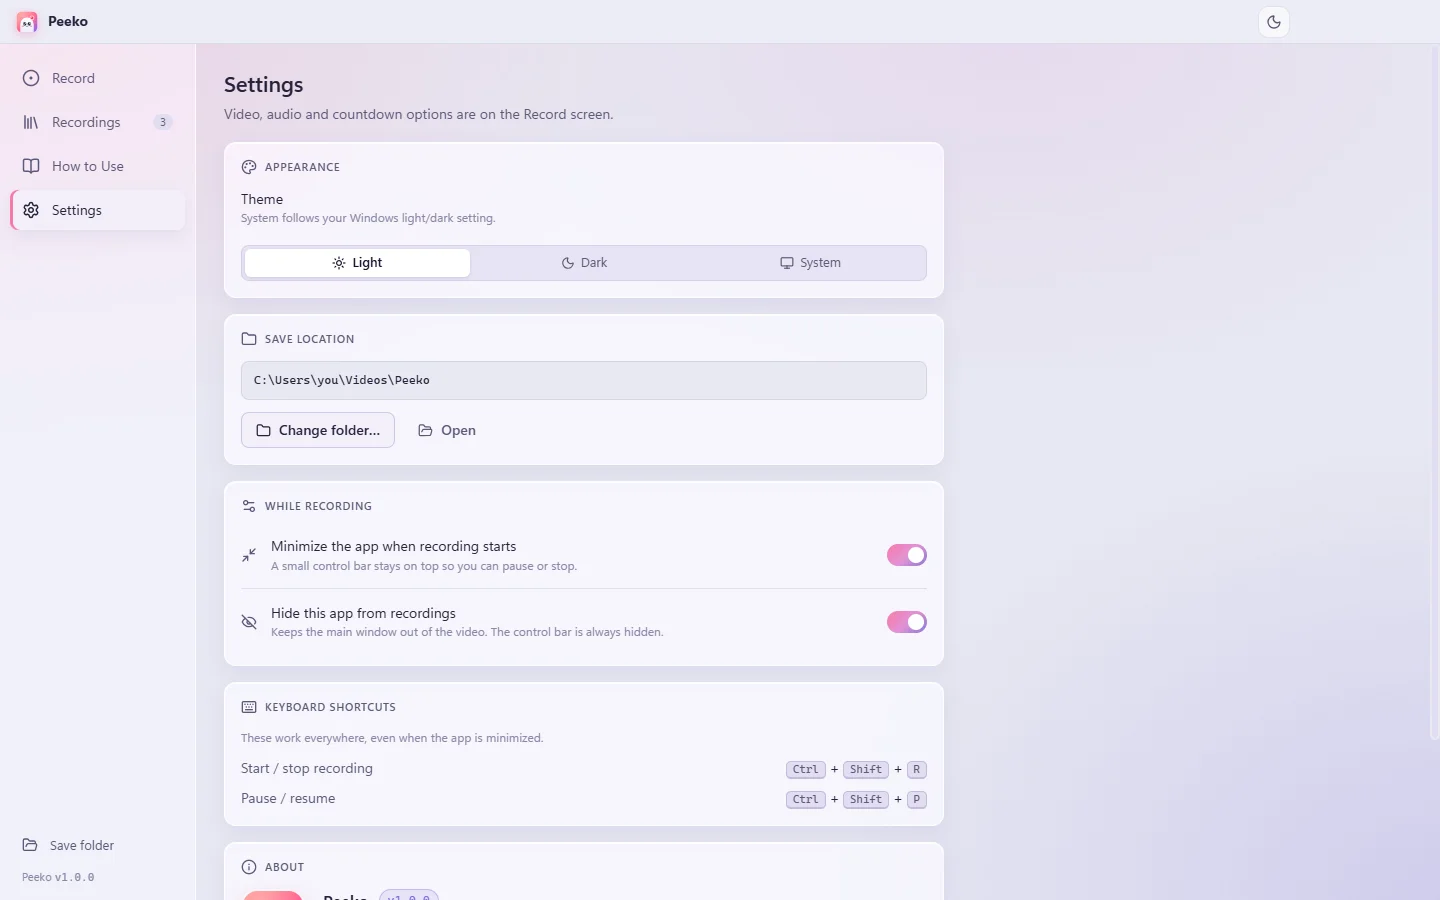 Peeko
Record
Recordings 3
How to Use
Settings
Save folder
Peeko v1.0.0
Settings
Video, audio and countdown options are on the Record screen.
APPEARANCE
Theme
System follows your Windows light/dark setting.
Light Dark System
SAVE LOCATION
C:\Users\you\Videos\Peeko
Change folder... Open
WHILE RECORDING
Minimize the app when recording starts
A small control bar stays on top so you can pause or stop.
Hide this app from recordings
Keeps the main window out of the video. The control bar is always hidden.
KEYBOARD SHORTCUTS
These work everywhere, even when the app is minimized.
Start / stop recording Ctrl + Shift + R
Pause / resume Ctrl + Shift + P
ABOUT
Peeko v1.0.0